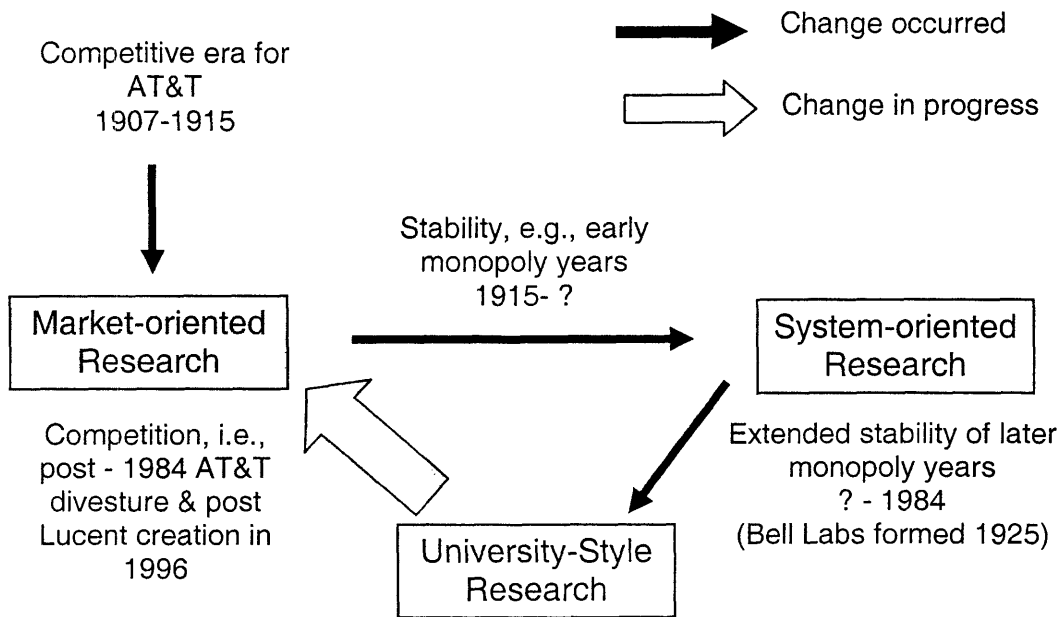 Competitive era for
AT&T
1907-1915
Change occurred
Change in progress
Stability, e.g., early
monopoly years
1915- ?
Market-oriented
Research
System-oriented
Research
Competition, i.e.,
post - 1984 AT&T
divesture & post
Lucent creation in
1996
Extended stability of later
monopoly years
? - 1984
(Bell Labs formed 1925)
University-Style
Research